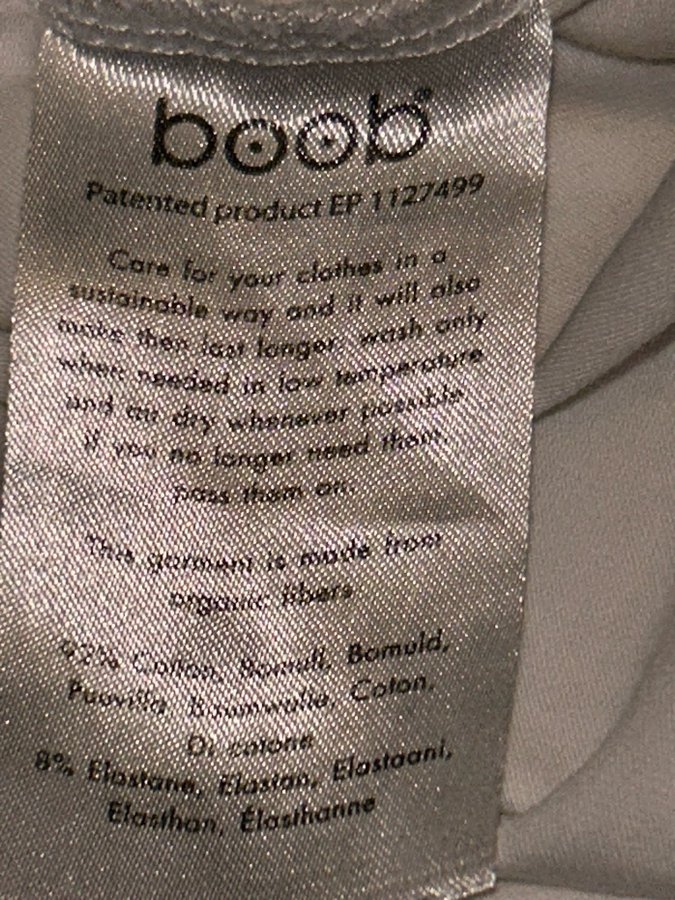 boob®
Patented product EP 1127499
Care for your clothes in a
sustainable way and it will also
make then last longer: wash only
when needed in low temperature
and air dry whenever possible
If you no longer need them,
pass them on.
This garment is made from
organic fibers
92% Cotton, Bomull, Bomuld,
Puuvilla, Baumwolle, Coton,
Di cotone
8% Elastane, Elastan, Elastaani,
Elasthan, Élasthanne